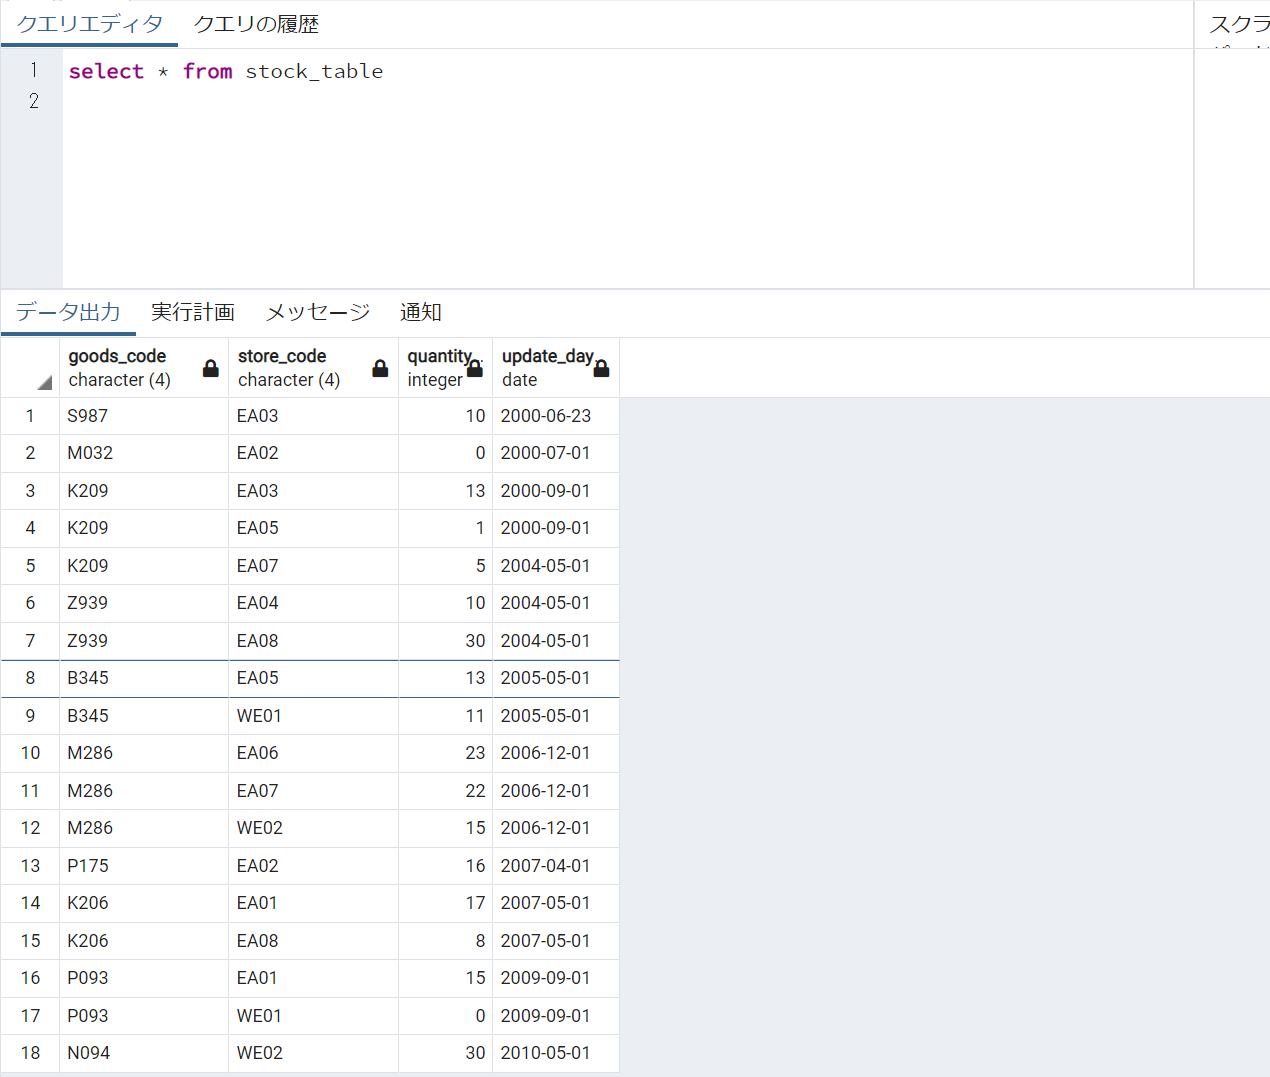 クエリエディタ クエリの履歴 スクラ
1 select * from stock_table
2
データ出力 実行計画 メッセージ 通知
goods_code store_code quantity update_day
character (4) character (4) integer date
1 S987 EA03 10 2000-06-23
2 M032 EA02 0 2000-07-01
3 K209 EA03 13 2000-09-01
4 K209 EA05 1 2000-09-01
5 K209 EA07 5 2004-05-01
6 Z939 EA04 10 2004-05-01
7 Z939 EA08 30 2004-05-01
8 B345 EA05 13 2005-05-01
9 B345 WE01 11 2005-05-01
10 M286 EA06 23 2006-12-01
11 M286 EA07 22 2006-12-01
12 M286 WE02 15 2006-12-01
13 P175 EA02 16 2007-04-01
14 K206 EA01 17 2007-05-01
15 K206 EA08 8 2007-05-01
16 P093 EA01 15 2009-09-01
17 P093 WE01 0 2009-09-01
18 N094 WE02 30 2010-05-01